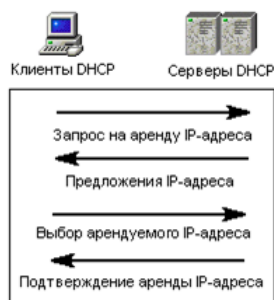 Клиенты DHCP
Серверы DHCP
Запрос на аренду IP-адреса
Предложения IP-адреса
Выбор арендуемого IP-адреса
Подтверждение аренды IP-адреса